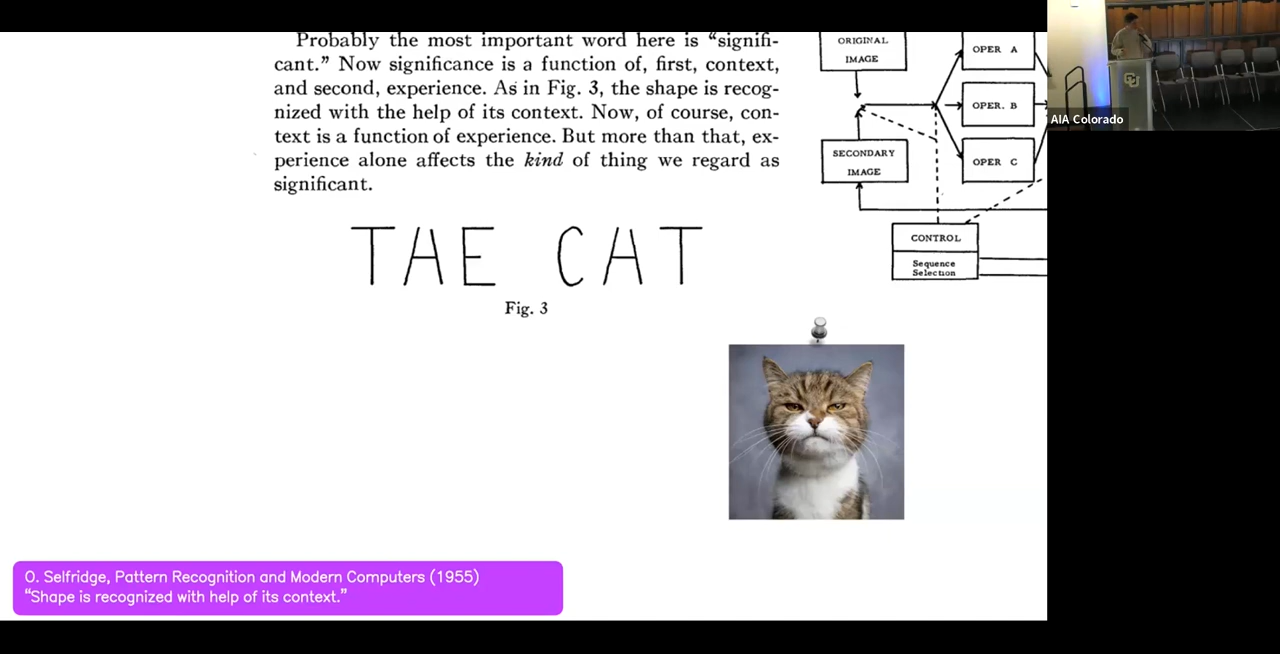 Probably the most important word here is “signifi-
cant.” Now significance is a function of, first, context,
and second, experience. As in Fig. 3, the shape is recog-
nized with the help of its context. Now, of course, con-
text is a function of experience. But more than that, ex-
perience alone affects the kind of thing we regard as
significant.
TAE CAT
Fig. 3
ORIGINAL
IMAGE
OPER A
OPER. B
OPER C
SECONDARY
IMAGE
CONTROL
Sequence
Selection
O. Selfridge, Pattern Recognition and Modern Computers (1955)
“Shape is recognized with help of its context.”
CU
AIA Colorado